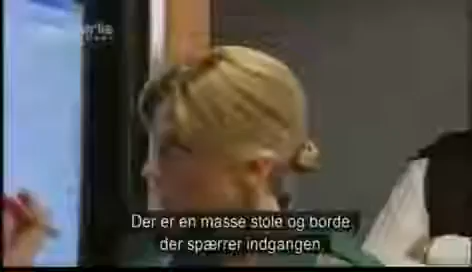 Der er en masse stole og borde,
der spærrer indgangen.